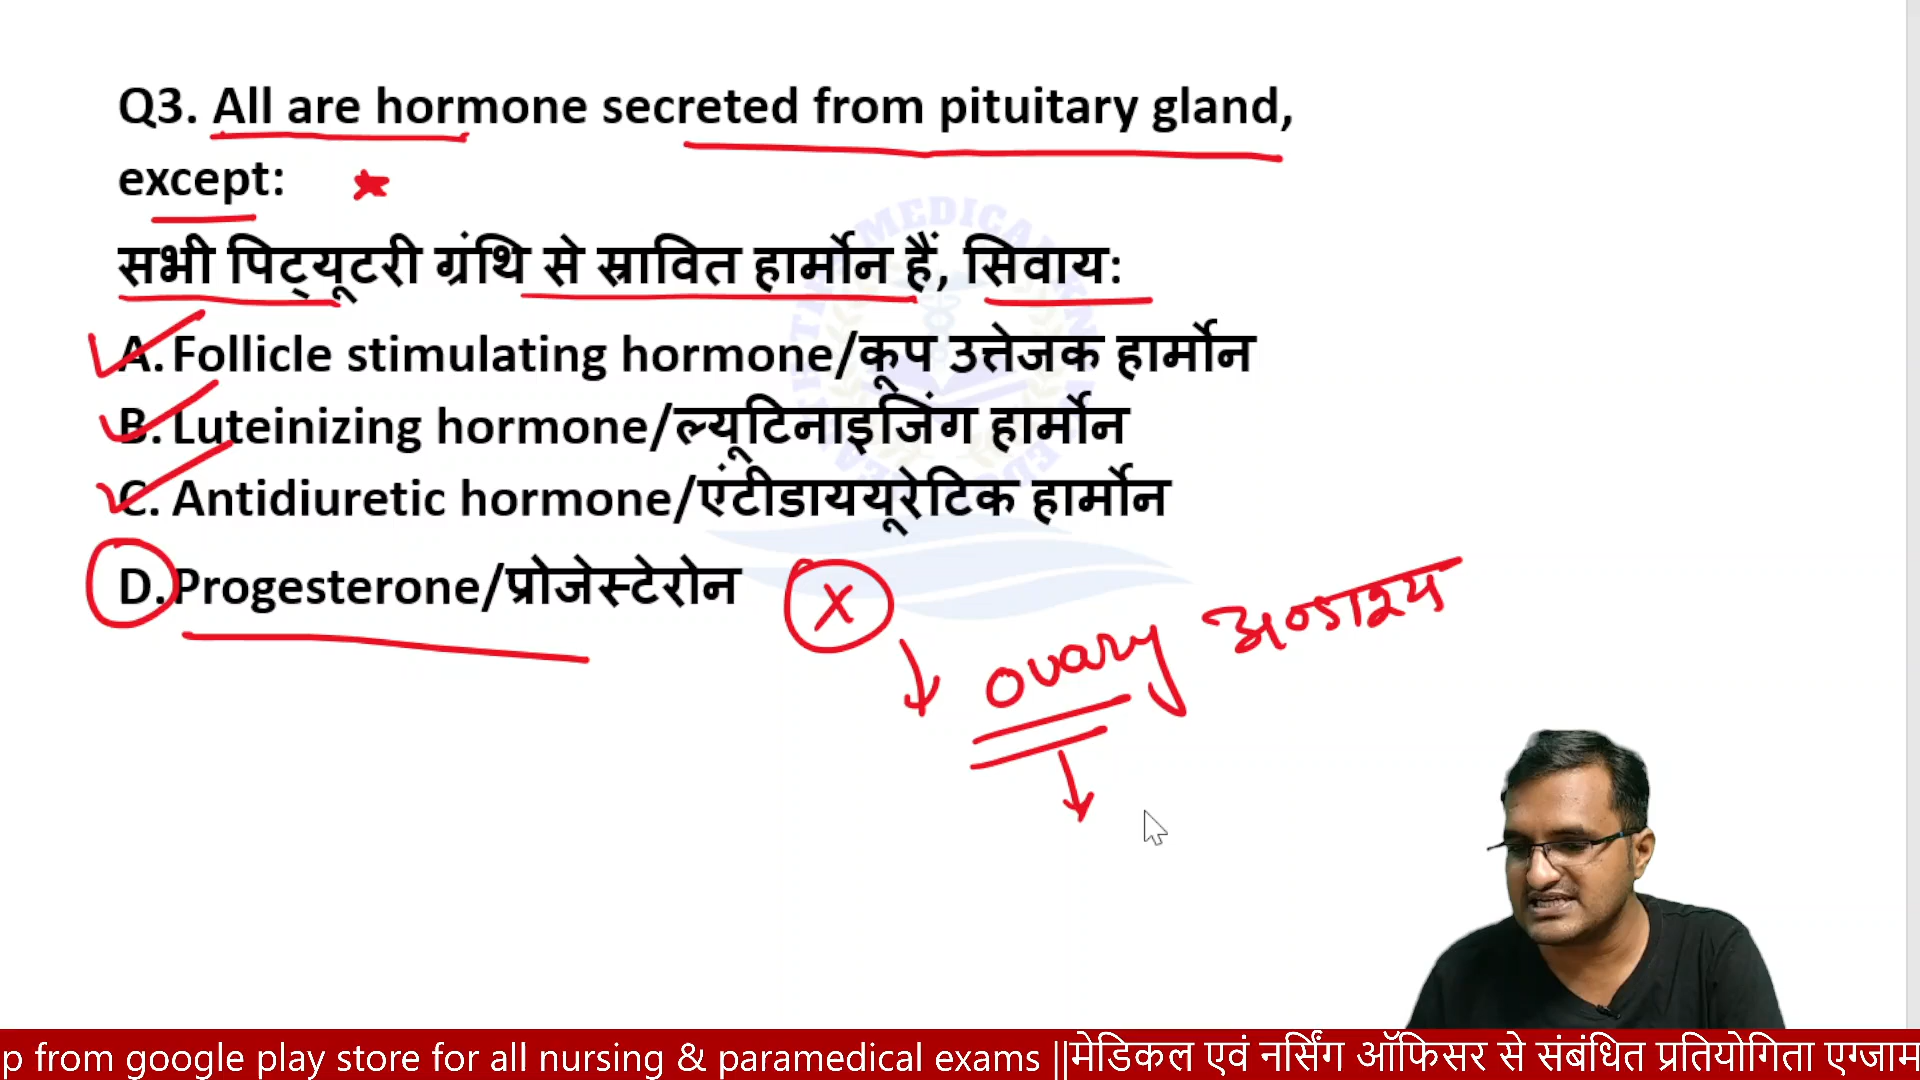 Q3. All are hormone secreted from pituitary gland,
except:
सभी पिट्यूटरी ग्रंथि से स्रावित हार्मोन हैं, सिवाय:
A. Follicle stimulating hormone/कूप उत्तेजक हार्मोन
B. Luteinizing hormone/ल्यूटिनाइजिंग हार्मोन
C. Antidiuretic hormone/एंटीडाययूरेटिक हार्मोन
D. Progesterone/प्रोजेस्टेरोन
X
ovary अण्डाश्य
p from google play store for all nursing & paramedical exams ||मेडिकल एवं नर्सिंग ऑफिसर से संबंधित प्रतियोगिता एग्जाम